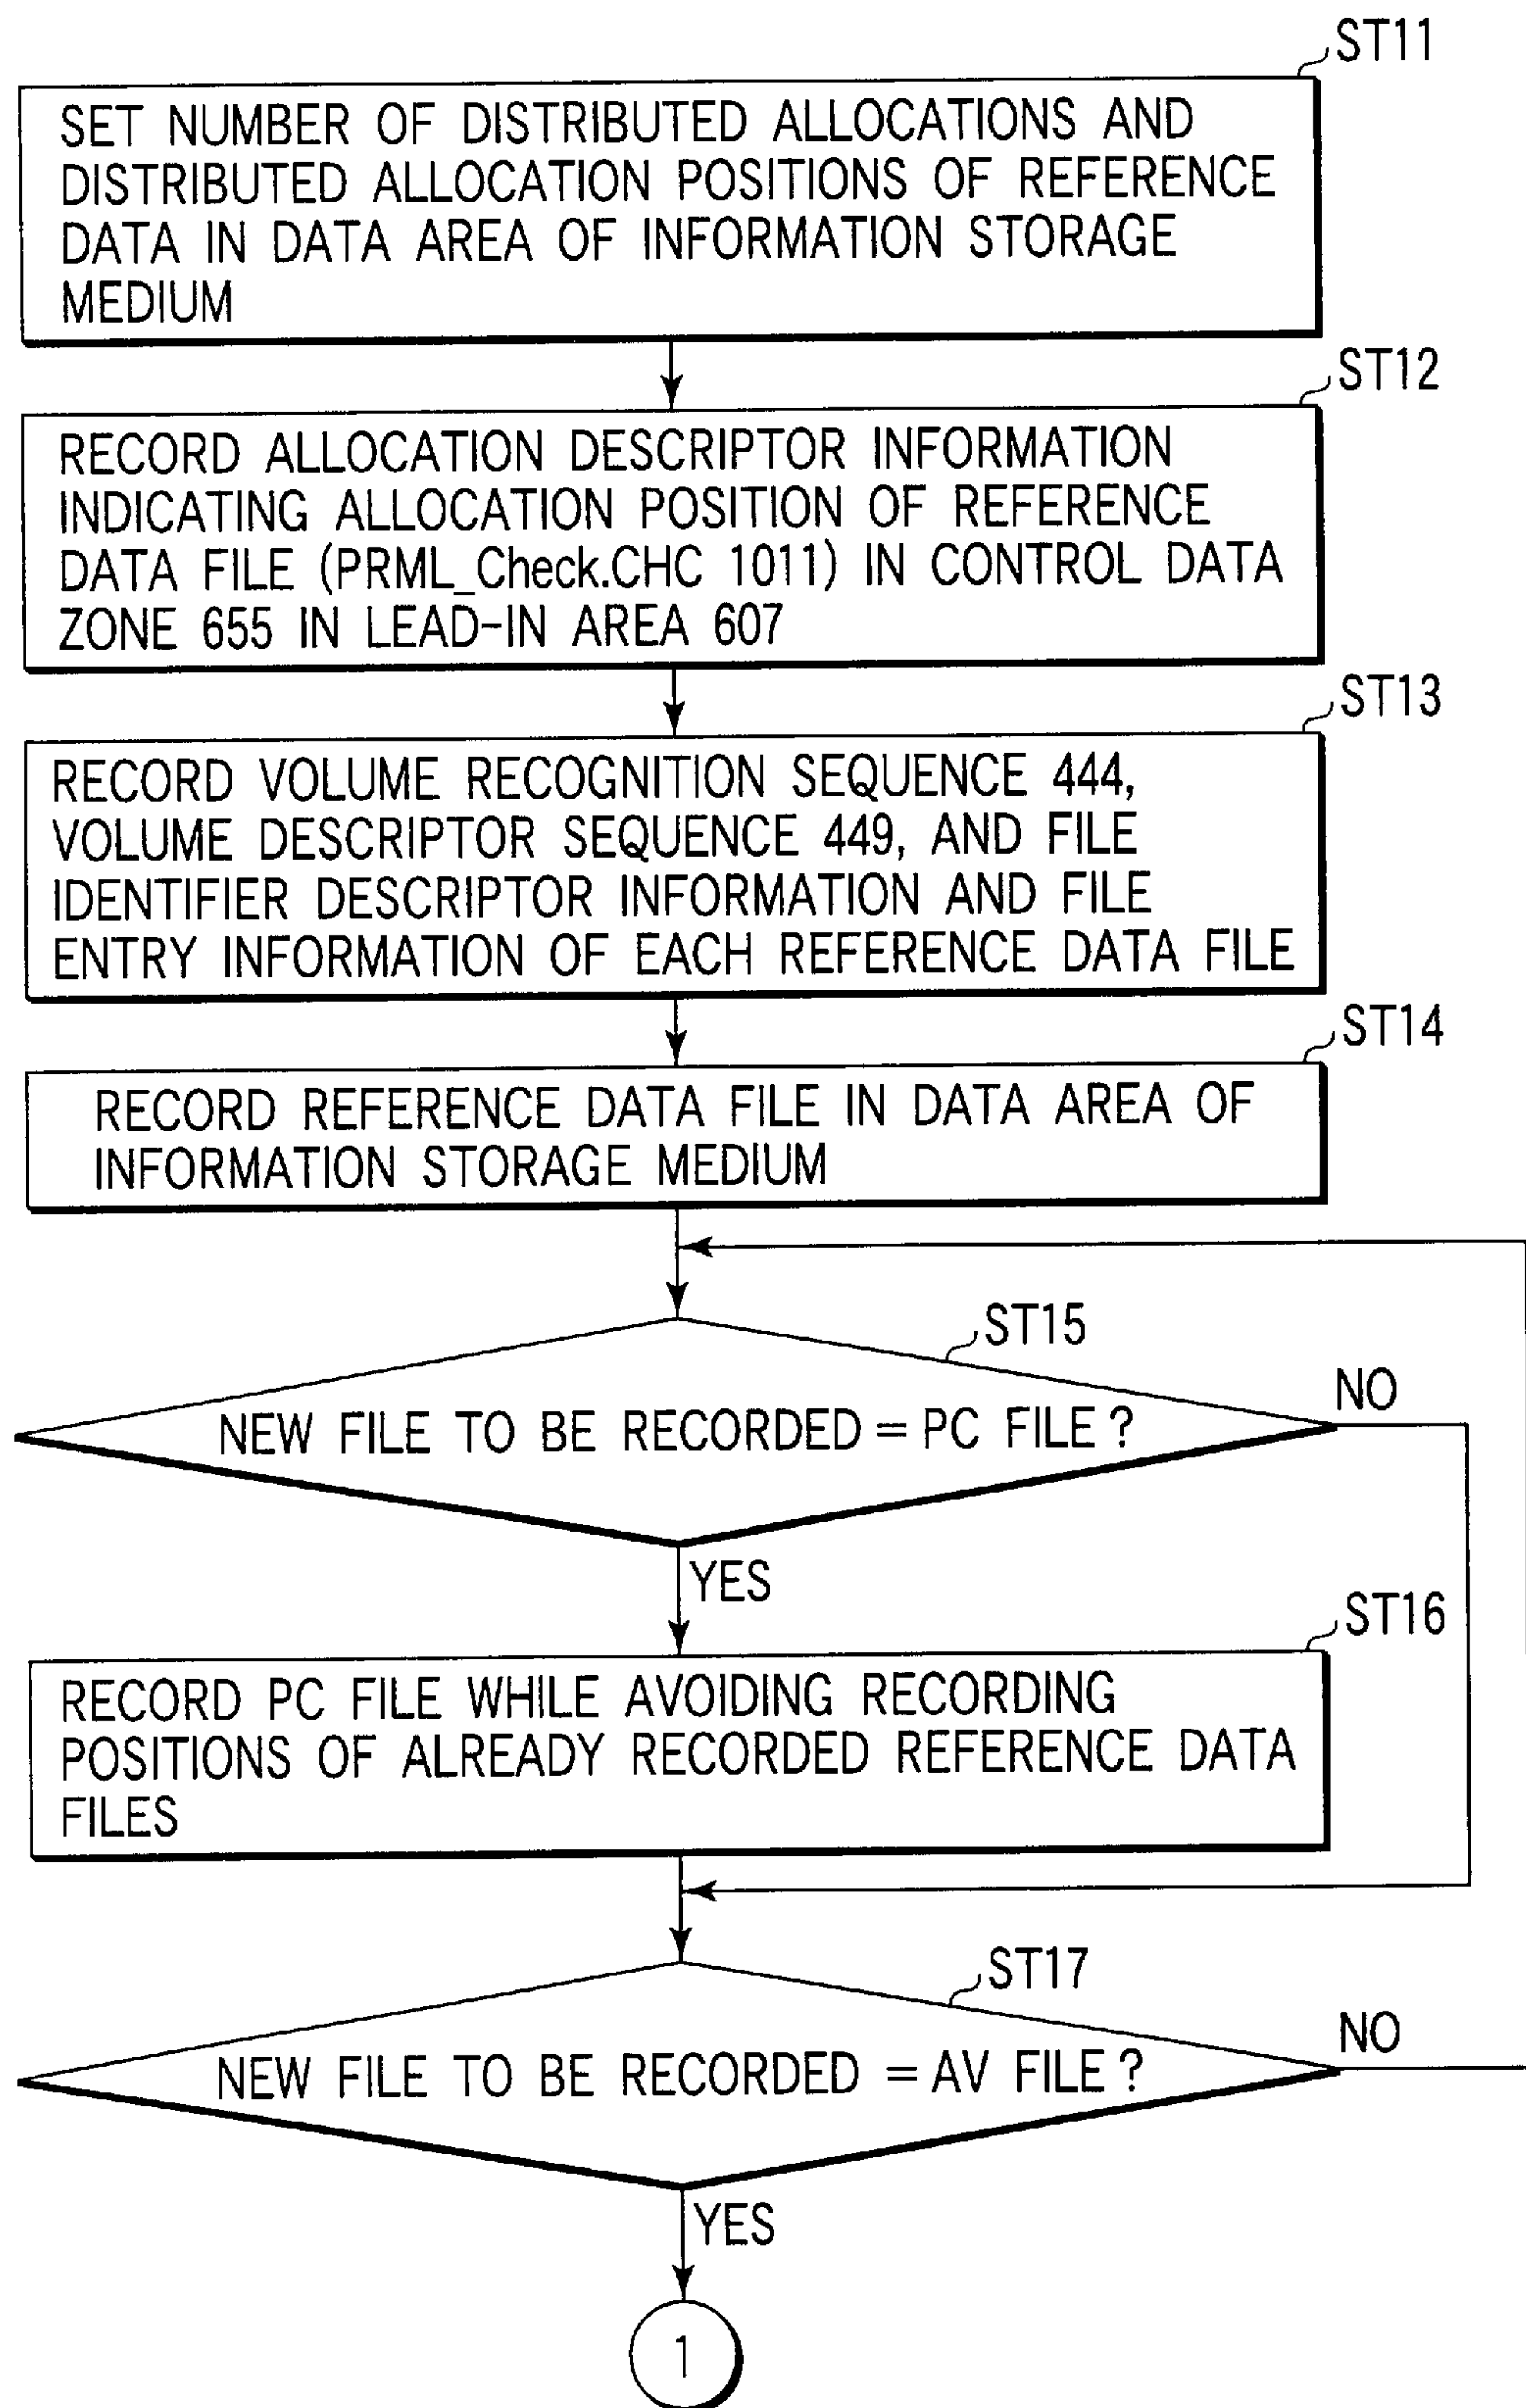 ST11
SET NUMBER OF DISTRIBUTED ALLOCATIONS AND
DISTRIBUTED ALLOCATION POSITIONS OF REFERENCE
DATA IN DATA AREA OF INFORMATION STORAGE
MEDIUM
ST12
RECORD ALLOCATION DESCRIPTOR INFORMATION
INDICATING ALLOCATION POSITION OF REFERENCE
DATA FILE (PRML_Check.CHC 1011) IN CONTROL DATA
ZONE 655 IN LEAD-IN AREA 607
ST13
RECORD VOLUME RECOGNITION SEQUENCE 444,
VOLUME DESCRIPTOR SEQUENCE 449, AND FILE
IDENTIFIER DESCRIPTOR INFORMATION AND FILE
ENTRY INFORMATION OF EACH REFERENCE DATA FILE
ST14
RECORD REFERENCE DATA FILE IN DATA AREA OF
INFORMATION STORAGE MEDIUM
ST15
NEW FILE TO BE RECORDED = PC FILE ?
NO
YES
ST16
RECORD PC FILE WHILE AVOIDING RECORDING
POSITIONS OF ALREADY RECORDED REFERENCE DATA
FILES
ST17
NEW FILE TO BE RECORDED = AV FILE ?
NO
YES
1